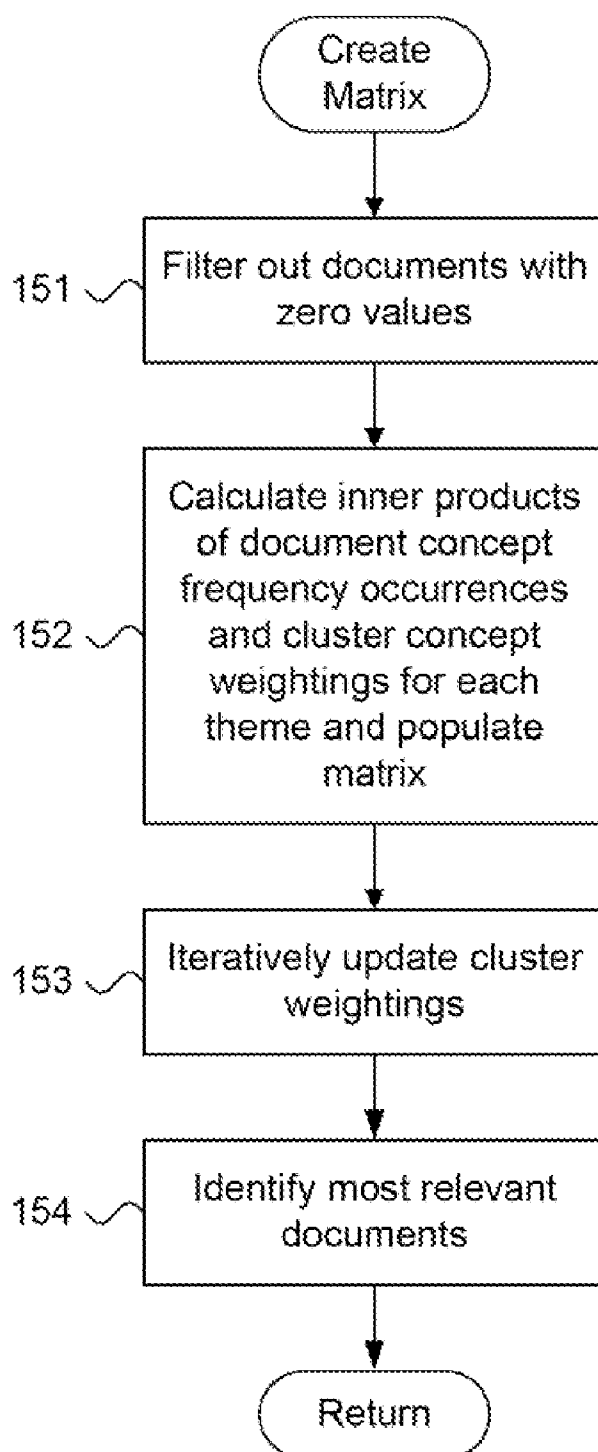 Create
Matrix
151
Filter out documents with
zero values
152
Calculate inner products
of document concept
frequency occurrences
and cluster concept
weightings for each
theme and populate
matrix
153
Iteratively update cluster
weightings
154
Identify most relevant
documents
Return